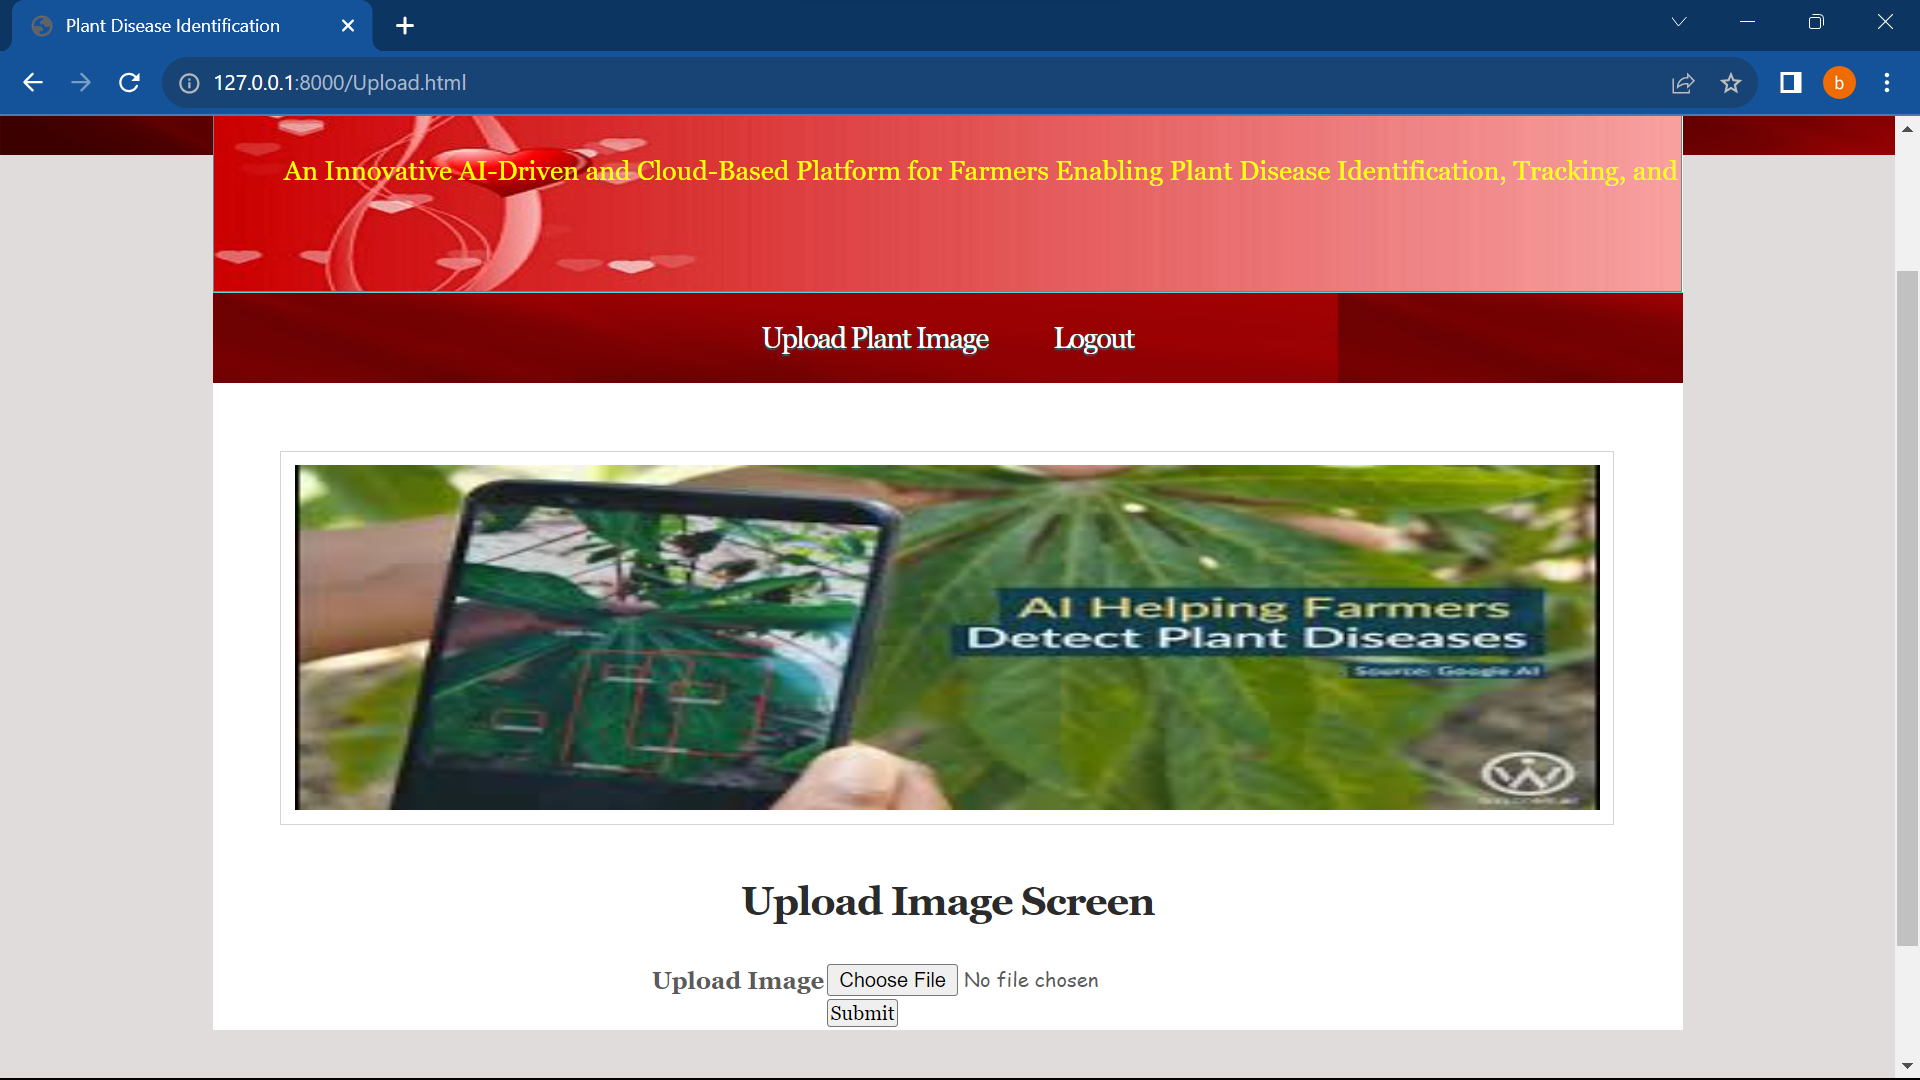 Plant Disease Identification
127.0.0.1:8000/Upload.html
b
An Innovative AI-Driven and Cloud-Based Platform for Farmers Enabling Plant Disease Identification, Tracking, and
Upload Plant Image Logout
AI Helping Farmers
Detect Plant Diseases
Source: Google AI
Upload Image Screen
Upload Image Choose File No file chosen
Submit